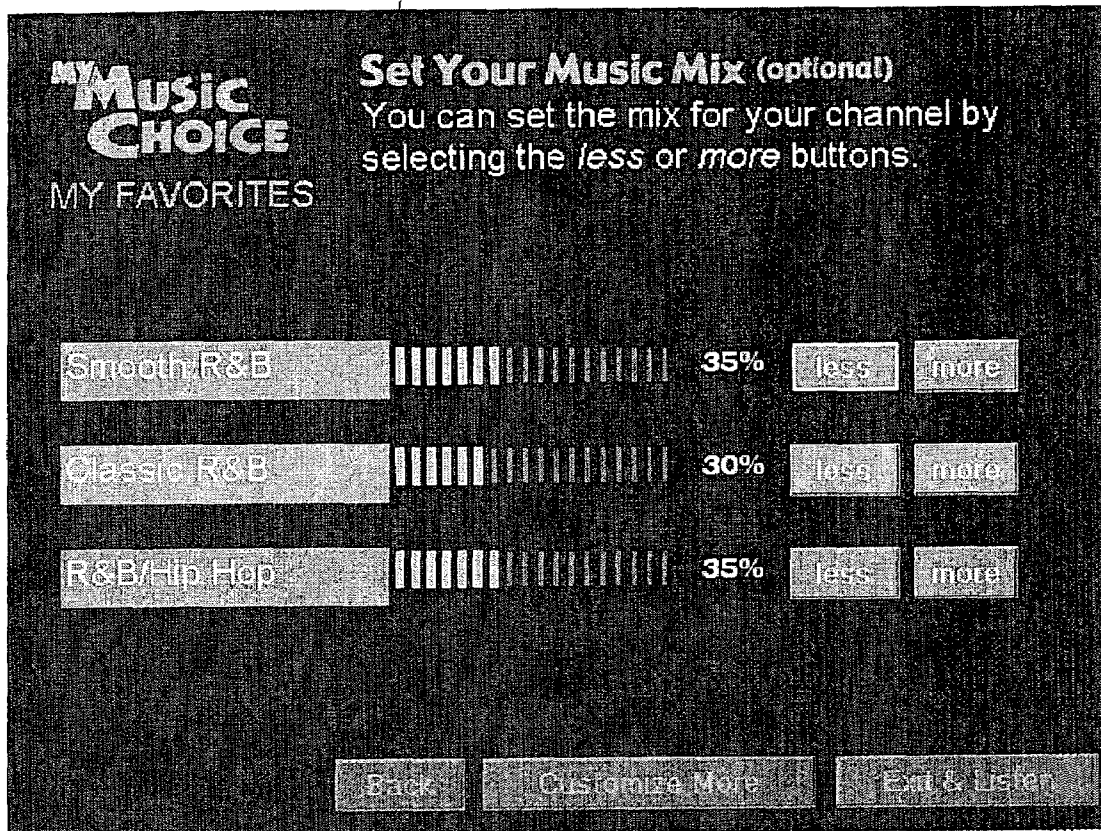 MY Music
CHOICE
MY FAVORITES
Set Your Music Mix (optional)
You can set the mix for your channel by
selecting the less or more buttons.
Smooth R&B 35% less more
Classic R&B 30% less more
R&B/Hip Hop 35% less more
Back Customize More Exit & Listen